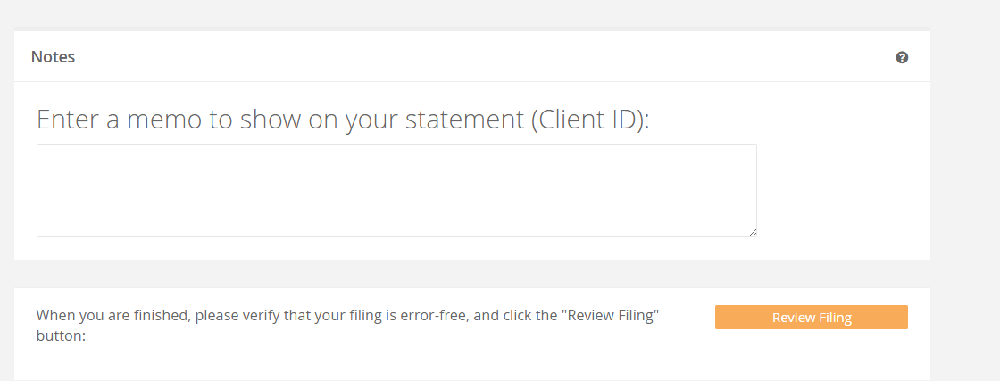 Notes
Enter a memo to show on your statement (Client ID):
When you are finished, please verify that your filing is error-free, and click the "Review Filing"
button:
Review Filing